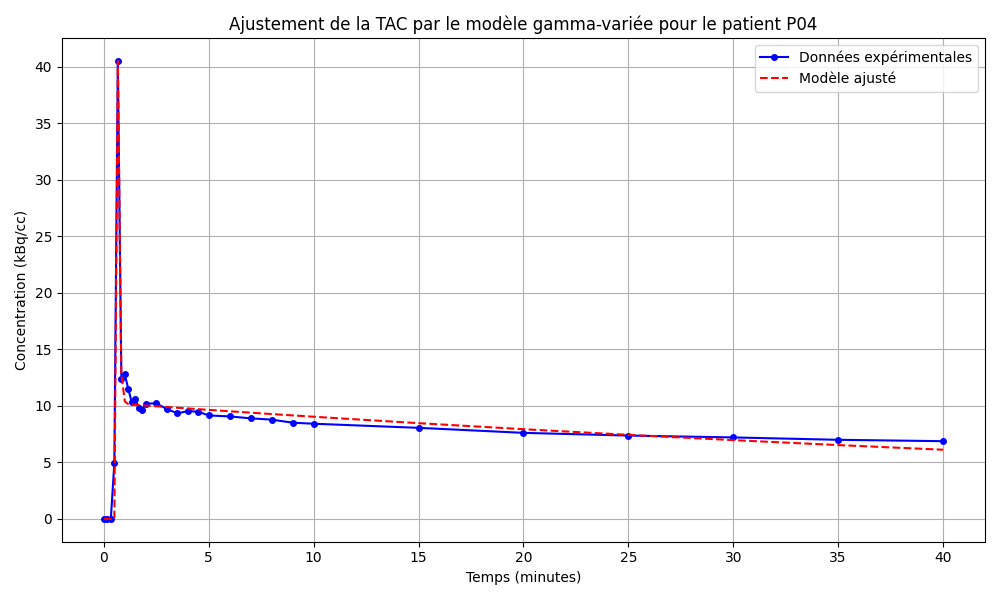 Ajustement de la TAC par le modèle gamma-variée pour le patient P04
Données expérimentales
Modèle ajusté
Concentration (kBq/cc)
40
35
30
25
20
15
10
5
0
0 5 10 15 20 25 30 35 40
Temps (minutes)